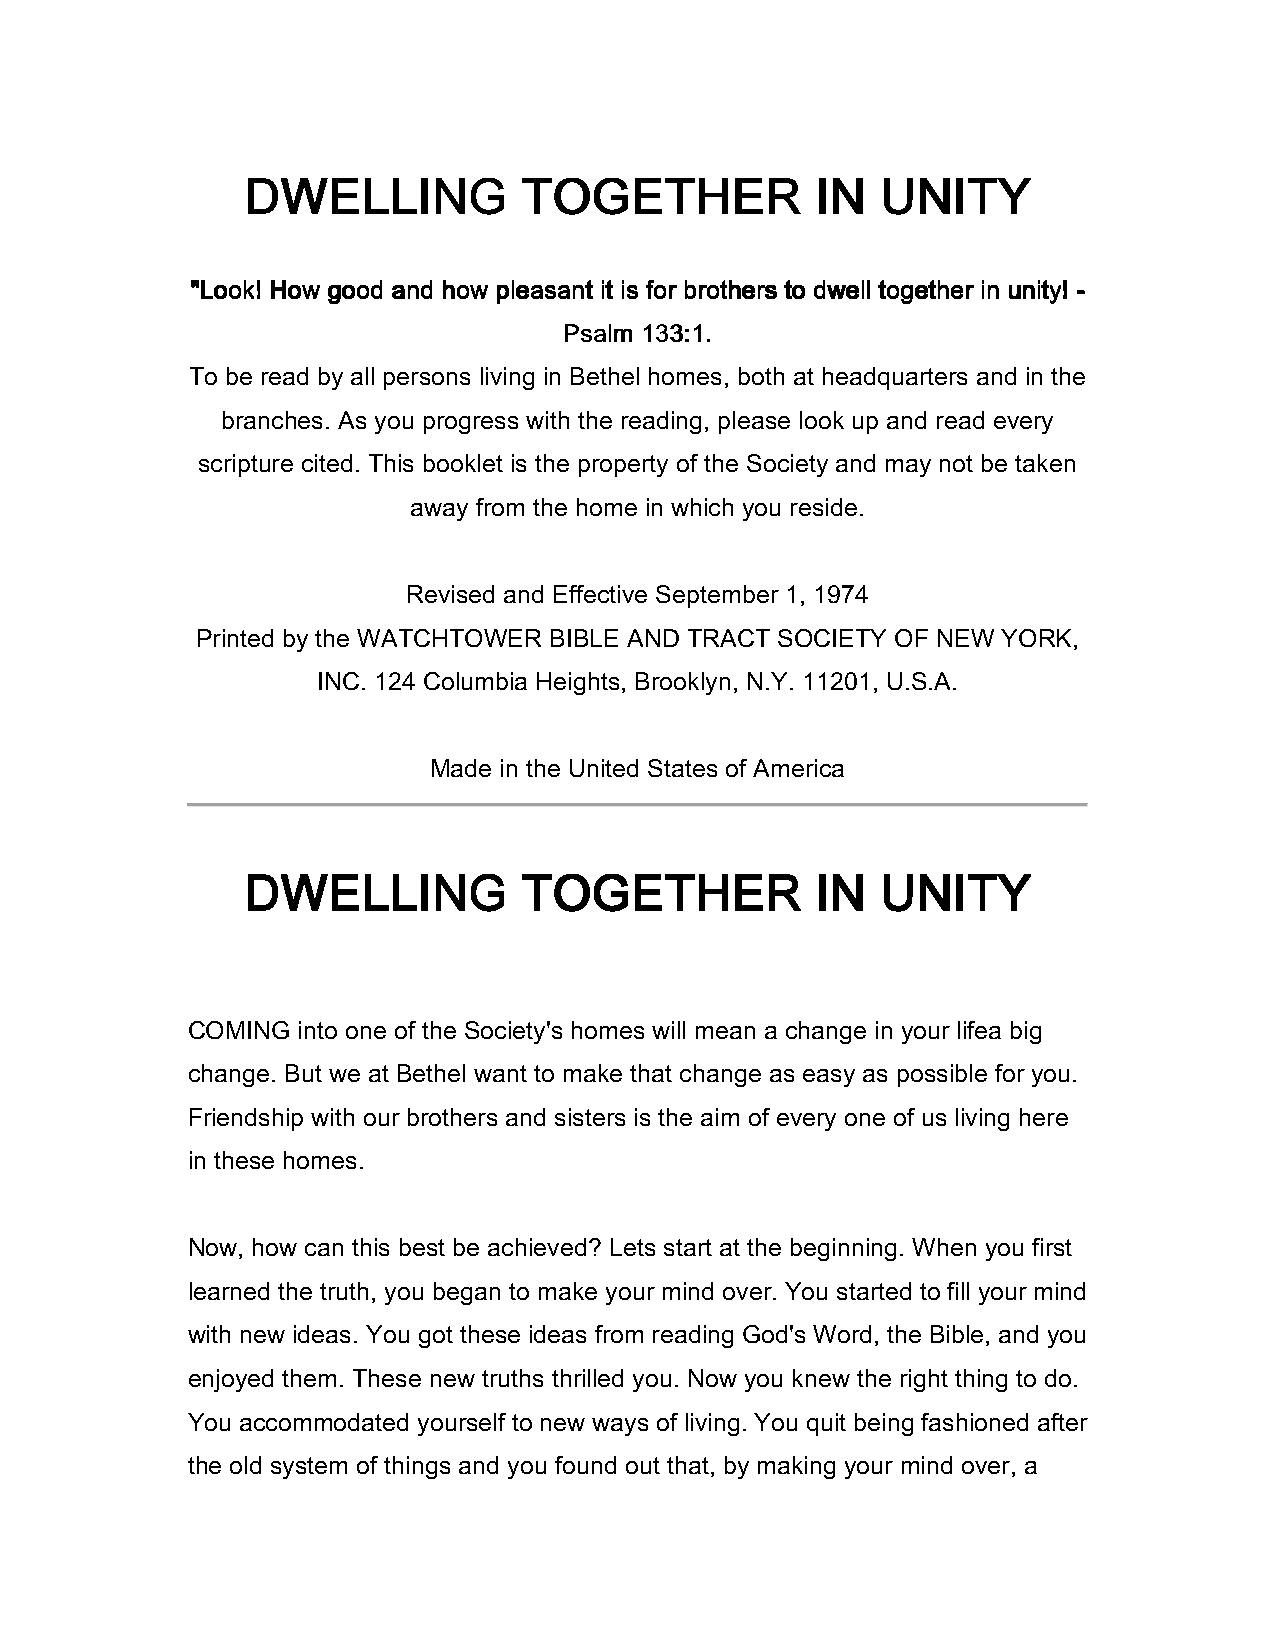 DWELLING TOGETHER IN UNITY
"Look! How good and how pleasant it is for brothers to dwell together in unity! -
Psalm 133:1.
To be read by all persons living in Bethel homes, both at headquarters and in the
branches. As you progress with the reading, please look up and read every
scripture cited. This booklet is the property of the Society and may not be taken
away from the home in which you reside.
Revised and Effective September 1, 1974
Printed by the WATCHTOWER BIBLE AND TRACT SOCIETY OF NEW YORK,
INC. 124 Columbia Heights, Brooklyn, N.Y. 11201, U.S.A.
Made in the United States of America
DWELLING TOGETHER IN UNITY
COMING into one of the Society's homes will mean a change in your lifea big
change. But we at Bethel want to make that change as easy as possible for you.
Friendship with our brothers and sisters is the aim of every one of us living here
in these homes.
Now, how can this best be achieved? Lets start at the beginning. When you first
learned the truth, you began to make your mind over. You started to fill your mind
with new ideas. You got these ideas from reading God's Word, the Bible, and you
enjoyed them. These new truths thrilled you. Now you knew the right thing to do.
You accommodated yourself to new ways of living. You quit being fashioned after
the old system of things and you found out that, by making your mind over, a